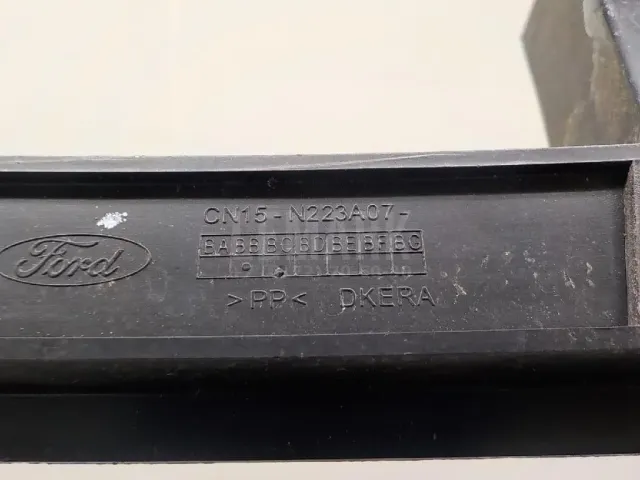 CN15 - N223A07 -
BA BB BC BD BE BF BG
Ford
>PP< DKERA